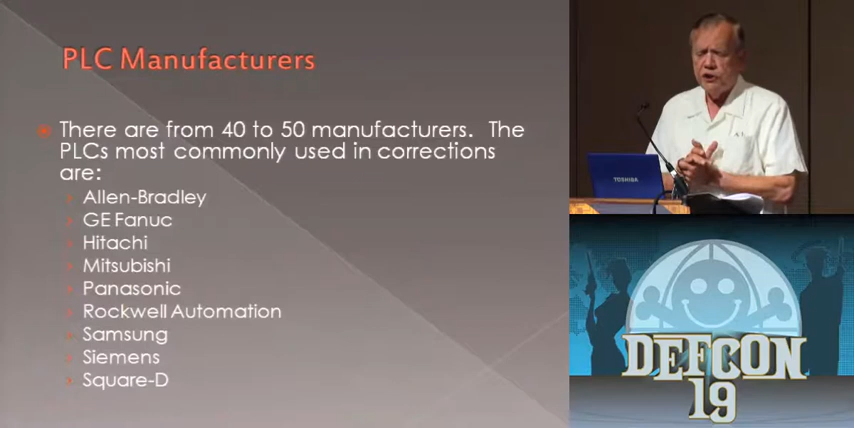 PLC Manufacturers
There are from 40 to 50 manufacturers. The
PLCs most commonly used in corrections
are:
Allen-Bradley
GE Fanuc
Hitachi
Mitsubishi
Panasonic
Rockwell Automation
Samsung
Siemens
Square-D
TOSHIBA
DEFCON
19